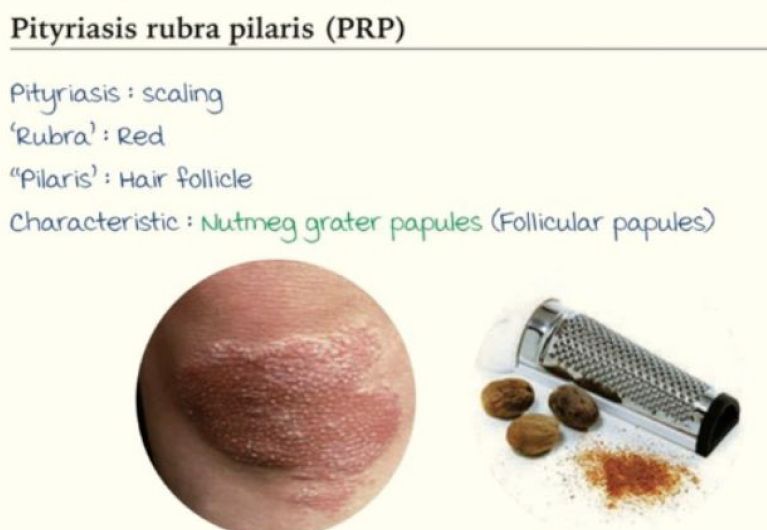 Pityriasis rubra pilaris (PRP)
Pityriasis : scaling
'Rubra' : Red
"Pilaris' : Hair follicle
Characteristic : Nutmeg grater papules (Follicular papules)